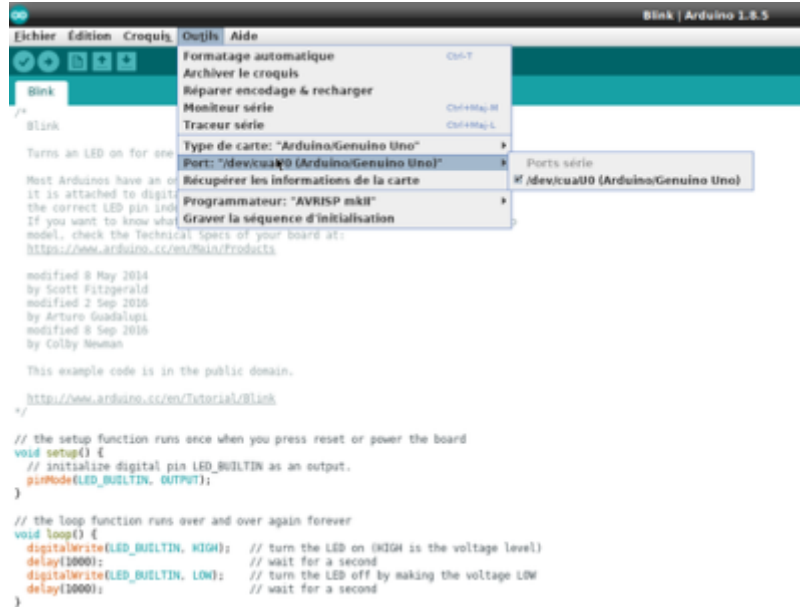 Blink | Arduino 1.8.5
Fichier Édition Croquis Outils Aide
Blink
Formatage automatique Ctrl-T
Archiver le croquis
Réparer encodage & recharger
Moniteur série Ctrl+Maj-M
Traceur série Ctrl+Maj-L
Type de carte: "Arduino/Genuino Uno"
Port: "/dev/cuaU0 (Arduino/Genuino Uno)"
Récupérer les informations de la carte
Programmateur: "AVRISP mkII"
Graver la séquence d'initialisation
Ports série
/dev/cuaU0 (Arduino/Genuino Uno)
/*
Blink
Turns an LED on for one
Most Arduinos have an
it is attached to
the correct LED pin
If you want to know
model, check the Technical Specs of your board at:
https://www.arduino.cc/en/Main/Products
modified 8 May 2014
by Scott Fitzgerald
modified 2 Sep 2016
by Arturo Guadalupi
modified 8 Sep 2016
by Colby Newman
This example code is in the public domain.
http://www.arduino.cc/en/Tutorial/Blink
*/
// the setup function runs once when you press reset or power the board
void setup() {
// initialize digital pin LED_BUILTIN as an output.
pinMode(LED_BUILTIN, OUTPUT);
}
// the loop function runs over and over again forever
void loop() {
digitalWrite(LED_BUILTIN, HIGH); // turn the LED on (HIGH is the voltage level)
delay(1000); // wait for a second
digitalWrite(LED_BUILTIN, LOW); // turn the LED off by making the voltage LOW
delay(1000); // wait for a second
}